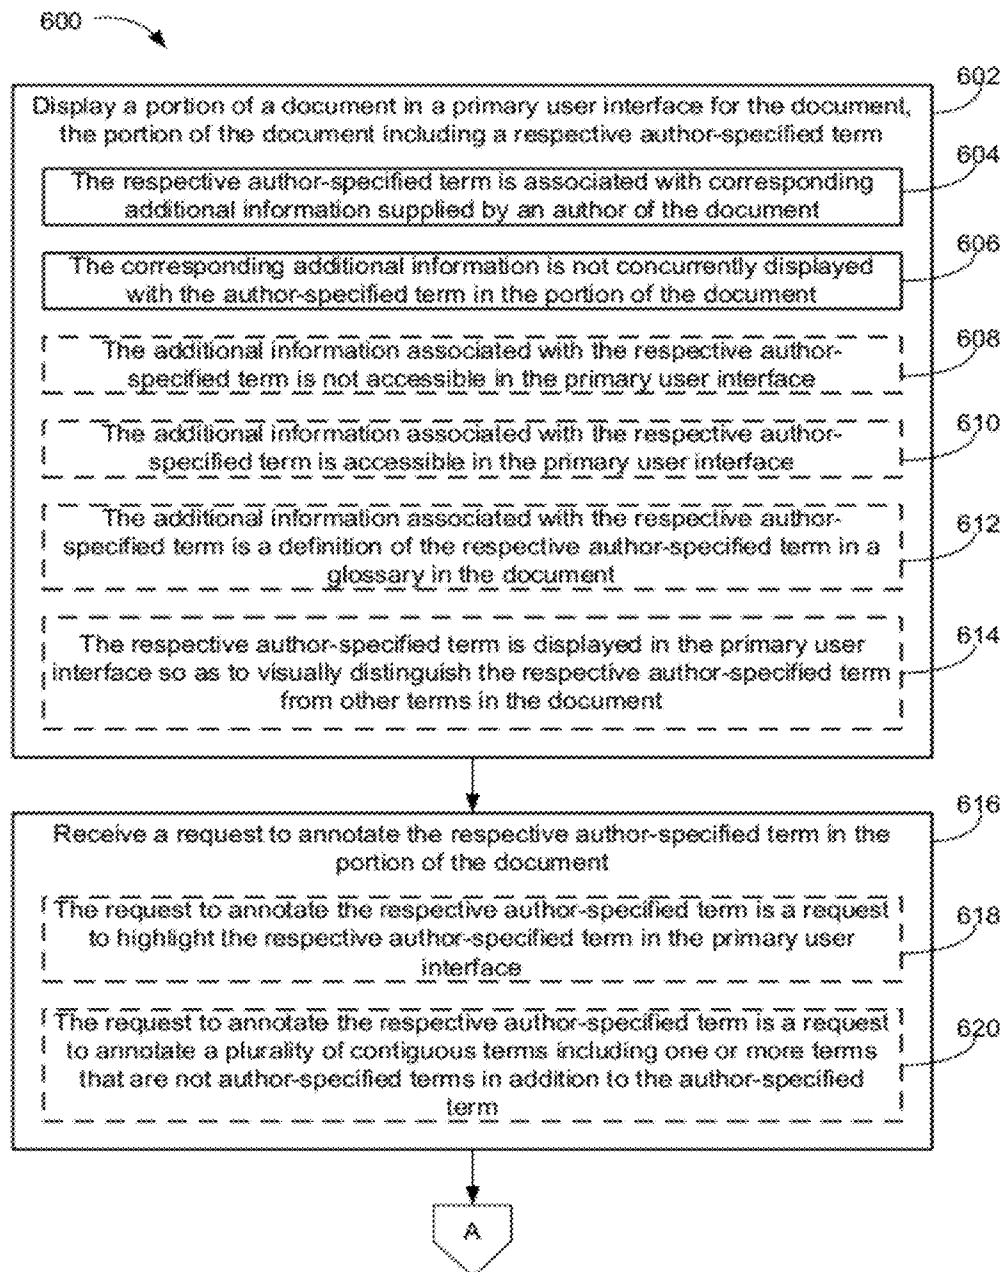 600
602
Display a portion of a document in a primary user interface for the document,
the portion of the document including a respective author-specified term
604
The respective author-specified term is associated with corresponding
additional information supplied by an author of the document
606
The corresponding additional information is not concurrently displayed
with the author-specified term in the portion of the document
608
The additional information associated with the respective author-
specified term is not accessible in the primary user interface
610
The additional information associated with the respective author-
specified term is accessible in the primary user interface
612
The additional information associated with the respective author-
specified term is a definition of the respective author-specified term in a
glossary in the document
614
The respective author-specified term is displayed in the primary user
interface so as to visually distinguish the respective author-specified term
from other terms in the document
616
Receive a request to annotate the respective author-specified term in the
portion of the document
618
The request to annotate the respective author-specified term is a request
to highlight the respective author-specified term in the primary user
interface
620
The request to annotate the respective author-specified term is a request
to annotate a plurality of contiguous terms including one or more terms
that are not author-specified terms in addition to the author-specified
term
A